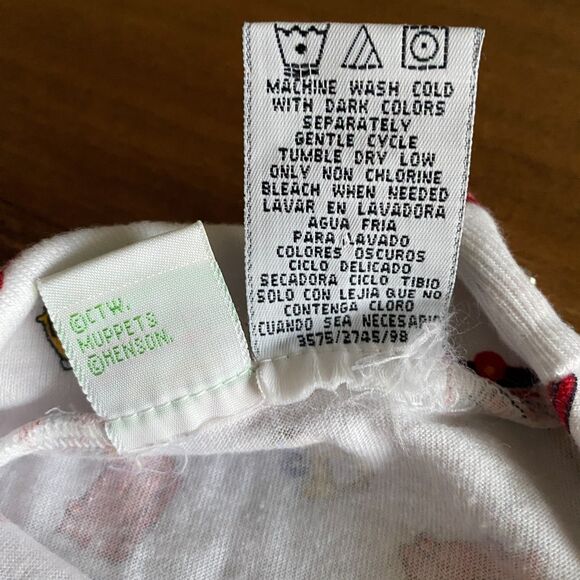 ©CTW.
MUPPETS
©HENSON.
MACHINE WASH COLD
WITH DARK COLORS
SEPARATELY
GENTLE CYCLE
TUMBLE DRY LOW
ONLY NON CHLORINE
BLEACH WHEN NEEDED
LAVAR EN LAVADORA
AGUA FRIA
PARA LAVADO
COLORES OSCUROS
CICLO DELICADO
SECADORA CICLO TIBIO
SOLO CON LEJIA QUE NO
CONTENGA CLORO
CUANDO SEA NECESARIO
3575/3745/98